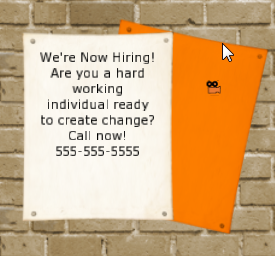 We're Now Hiring!
Are you a hard
working
individual ready
to create change?
Call now!
555-555-5555